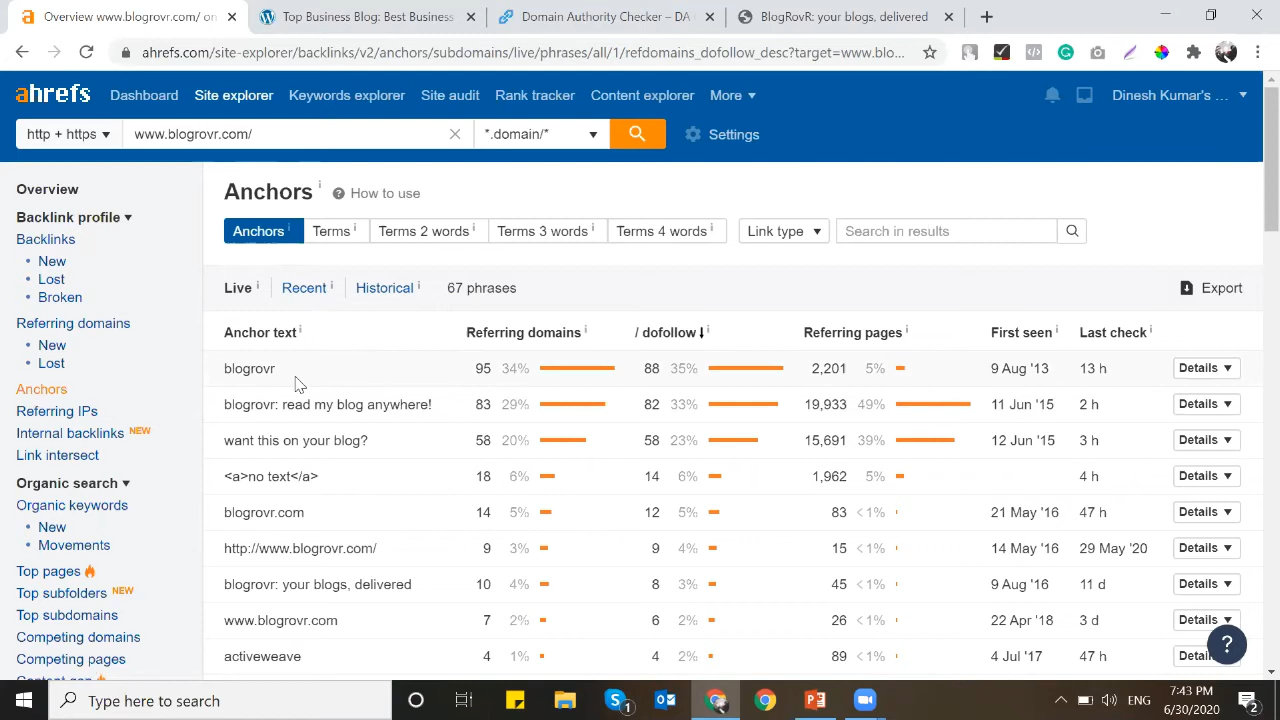 Overview www.blogrovr.com/ on
Top Business Blog: Best Business
Domain Authority Checker – DA C
BlogRovR: your blogs, delivered
ahrefs.com/site-explorer/backlinks/v2/anchors/subdomains/live/phrases/all/1/refdomains_dofollow_desc?target=www.blo...
ahrefs
Dashboard
Site explorer
Keywords explorer
Site audit
Rank tracker
Content explorer
More
Dinesh Kumar's ...
http + https
www.blogrovr.com/
*.domain/*
Settings
Overview
Backlink profile
Backlinks
New
Lost
Broken
Referring domains
New
Lost
Anchors
Referring IPs
Internal backlinks NEW
Link intersect
Organic search
Organic keywords
New
Movements
Top pages
Top subfolders NEW
Top subdomains
Competing domains
Competing pages
Content gap
Anchors i ? How to use
Anchors i Terms i Terms 2 words i Terms 3 words i Terms 4 words i Link type Search in results
Live i Recent i Historical i 67 phrases Export
Anchor text i Referring domains i / dofollow i Referring pages i First seen i Last check i
blogrovr 95 34% 88 35% 2,201 5% 9 Aug '13 13 h Details
blogrovr: read my blog anywhere! 83 29% 82 33% 19,933 49% 11 Jun '15 2 h Details
want this on your blog? 58 20% 58 23% 15,691 39% 12 Jun '15 3 h Details
<a>no text</a> 18 6% 14 6% 1,962 5% 4 h Details
blogrovr.com 14 5% 12 5% 83 <1% 21 May '16 47 h Details
http://www.blogrovr.com/ 9 3% 9 4% 15 <1% 14 May '16 29 May '20 Details
blogrovr: your blogs, delivered 10 4% 8 3% 45 <1% 9 Aug '16 11 d Details
www.blogrovr.com 7 2% 6 2% 26 <1% 22 Apr '18 3 d Details
activeweave 4 1% 4 2% 89 <1% 4 Jul '17 47 h Detai
?
Type here to search
1
ENG
7:43 PM
6/30/2020
2